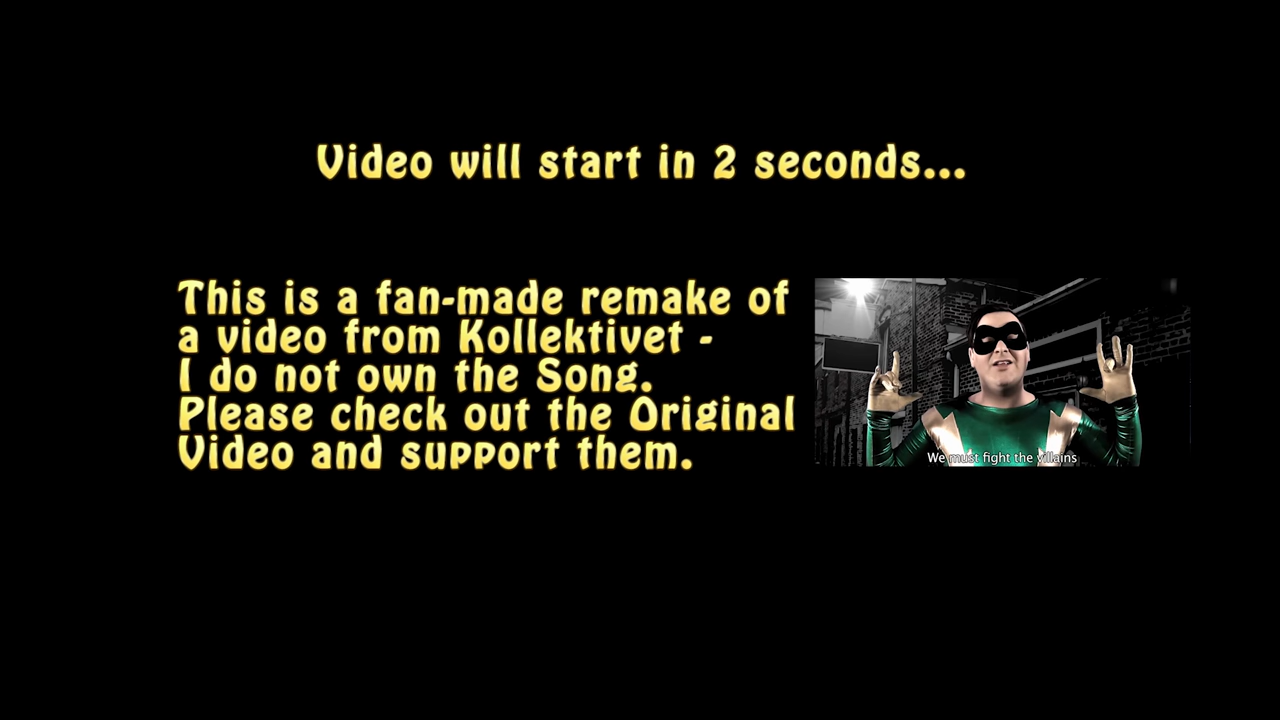 Video will start in 2 seconds...
This is a fan-made remake of
a video from Kollektivet -
I do not own the Song.
Please check out the Original
Video and support them.
We must fight the villains